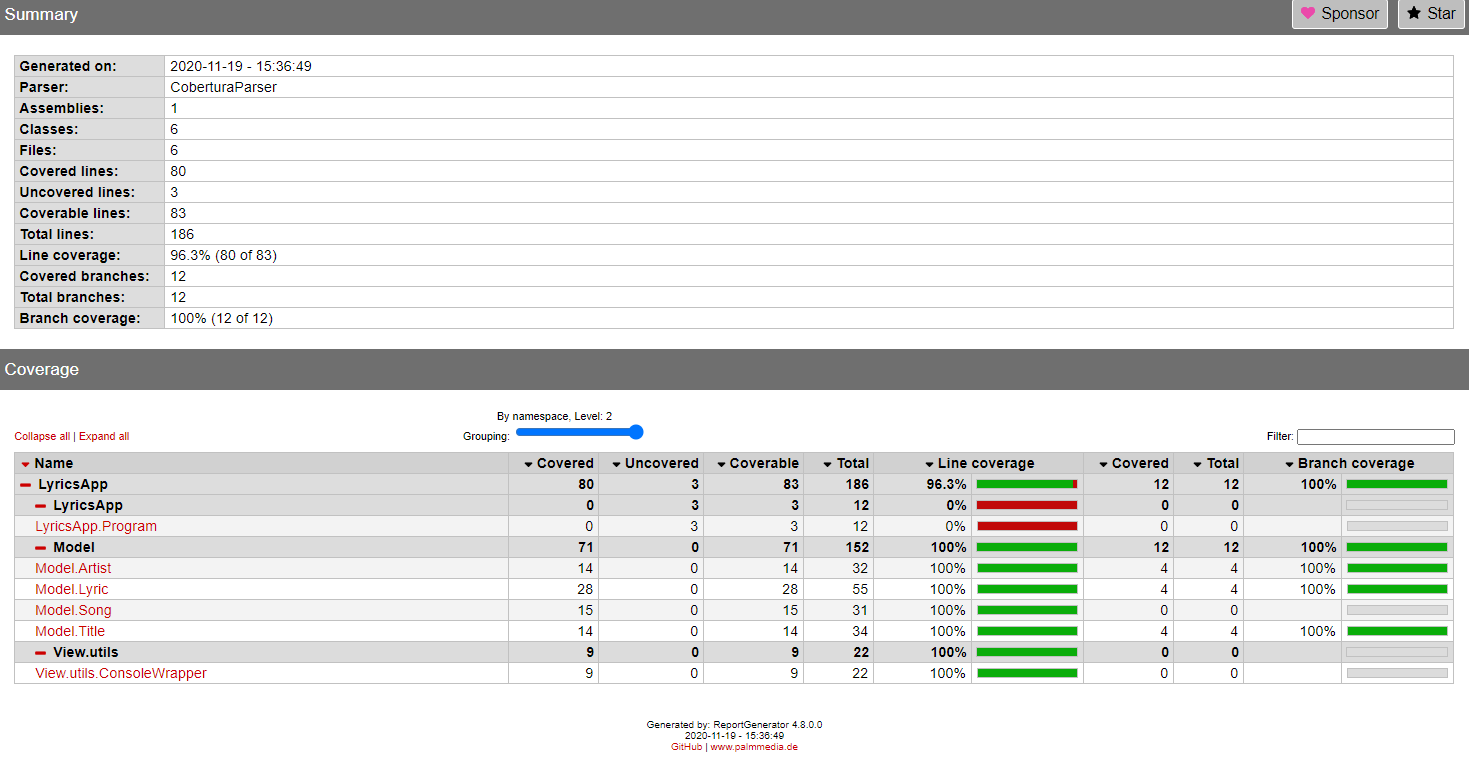 Summary Sponsor Star
Generated on: 2020-11-19 - 15:36:49
Parser: CoberturaParser
Assemblies: 1
Classes: 6
Files: 6
Covered lines: 80
Uncovered lines: 3
Coverable lines: 83
Total lines: 186
Line coverage: 96.3% (80 of 83)
Covered branches: 12
Total branches: 12
Branch coverage: 100% (12 of 12)
Coverage
By namespace, Level: 2
Collapse all | Expand all Grouping: Filter:
Name Covered Uncovered Coverable Total Line coverage Covered Total Branch coverage
LyricsApp 80 3 83 186 96.3% 12 12 100%
LyricsApp 0 3 3 12 0% 0 0
LyricsApp.Program 0 3 3 12 0% 0 0
Model 71 0 71 152 100% 12 12 100%
Model.Artist 14 0 14 32 100% 4 4 100%
Model.Lyric 28 0 28 55 100% 4 4 100%
Model.Song 15 0 15 31 100% 0 0
Model.Title 14 0 14 34 100% 4 4 100%
View.utils 9 0 9 22 100% 0 0
View.utils.ConsoleWrapper 9 0 9 22 100% 0 0
Generated by: ReportGenerator 4.8.0.0
2020-11-19 - 15:36:49
GitHub | www.palmmedia.de